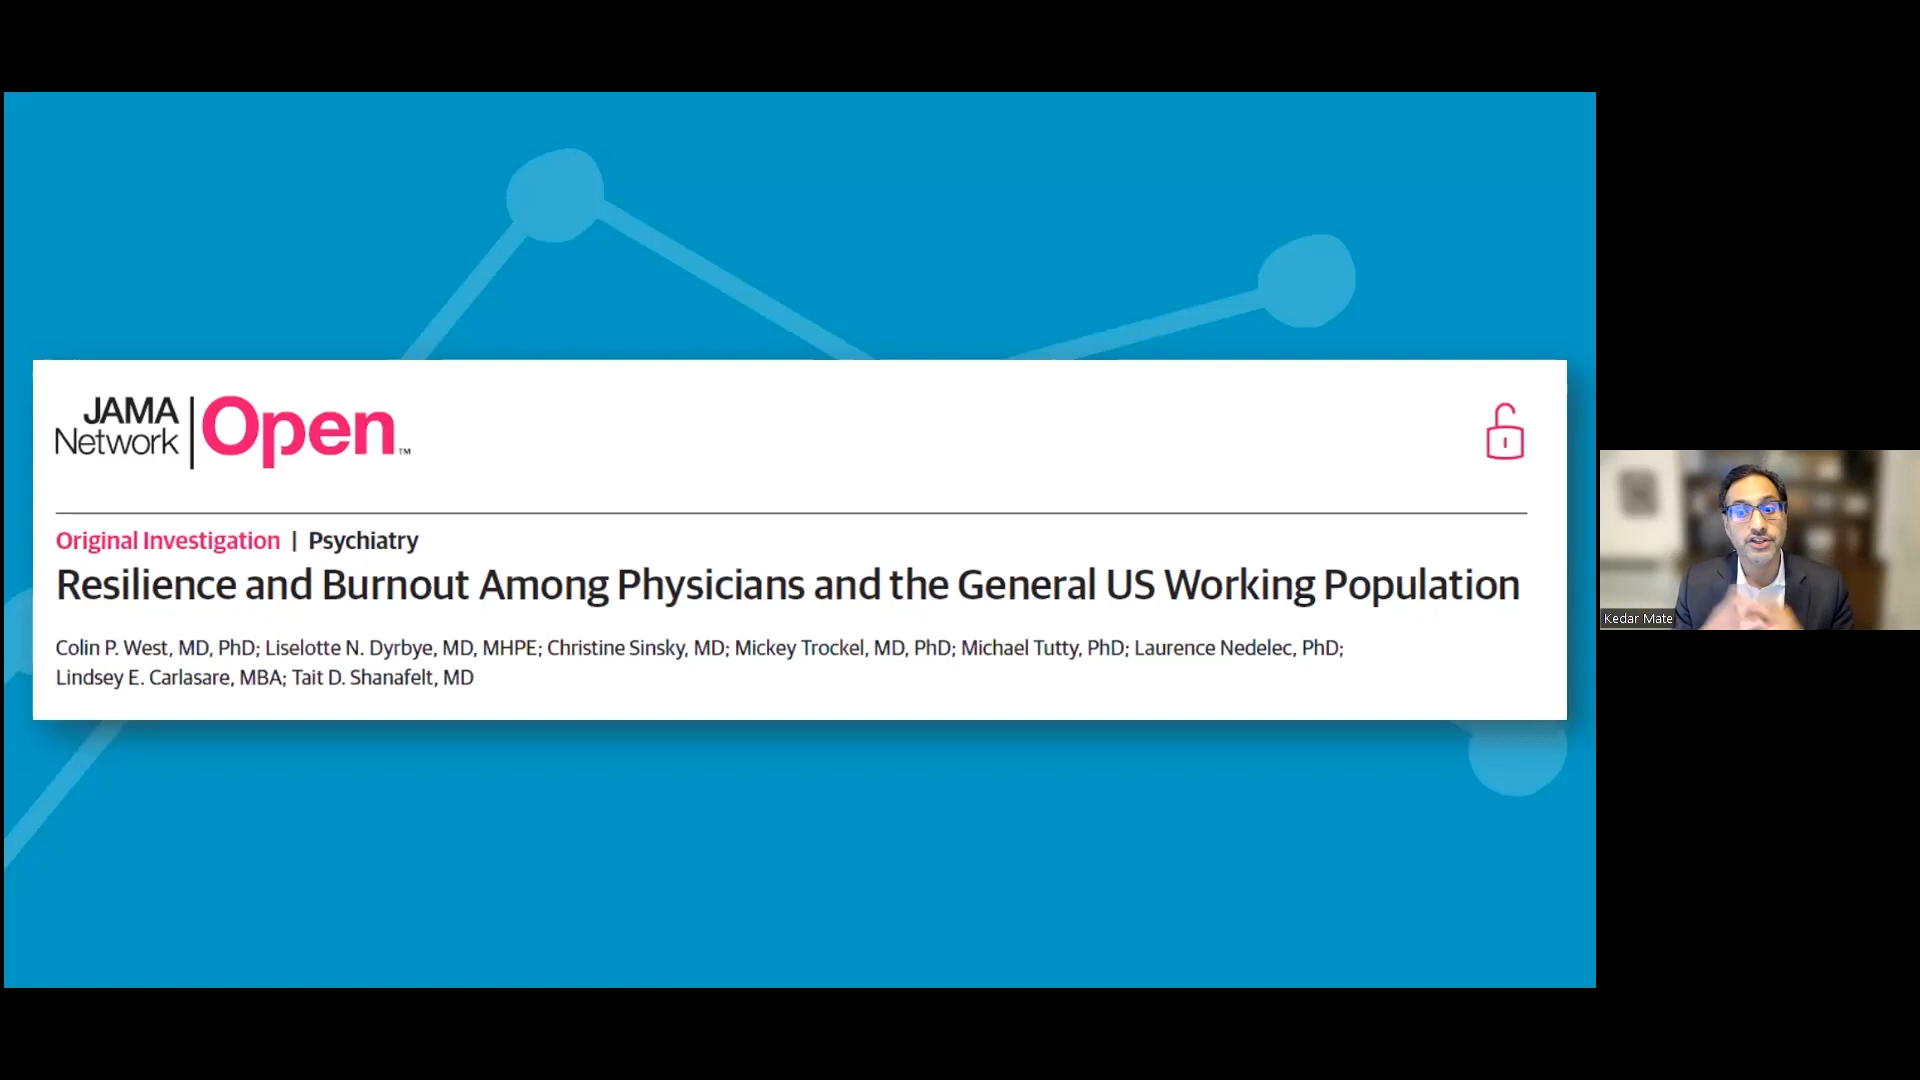 JAMA
Network
Open™
Original Investigation | Psychiatry
Resilience and Burnout Among Physicians and the General US Working Population
Colin P. West, MD, PhD; Liselotte N. Dyrbye, MD, MHPE; Christine Sinsky, MD; Mickey Trockel, MD, PhD; Michael Tutty, PhD; Laurence Nedelec, PhD;
Lindsey E. Carlasare, MBA; Tait D. Shanafelt, MD
Kedar Mate